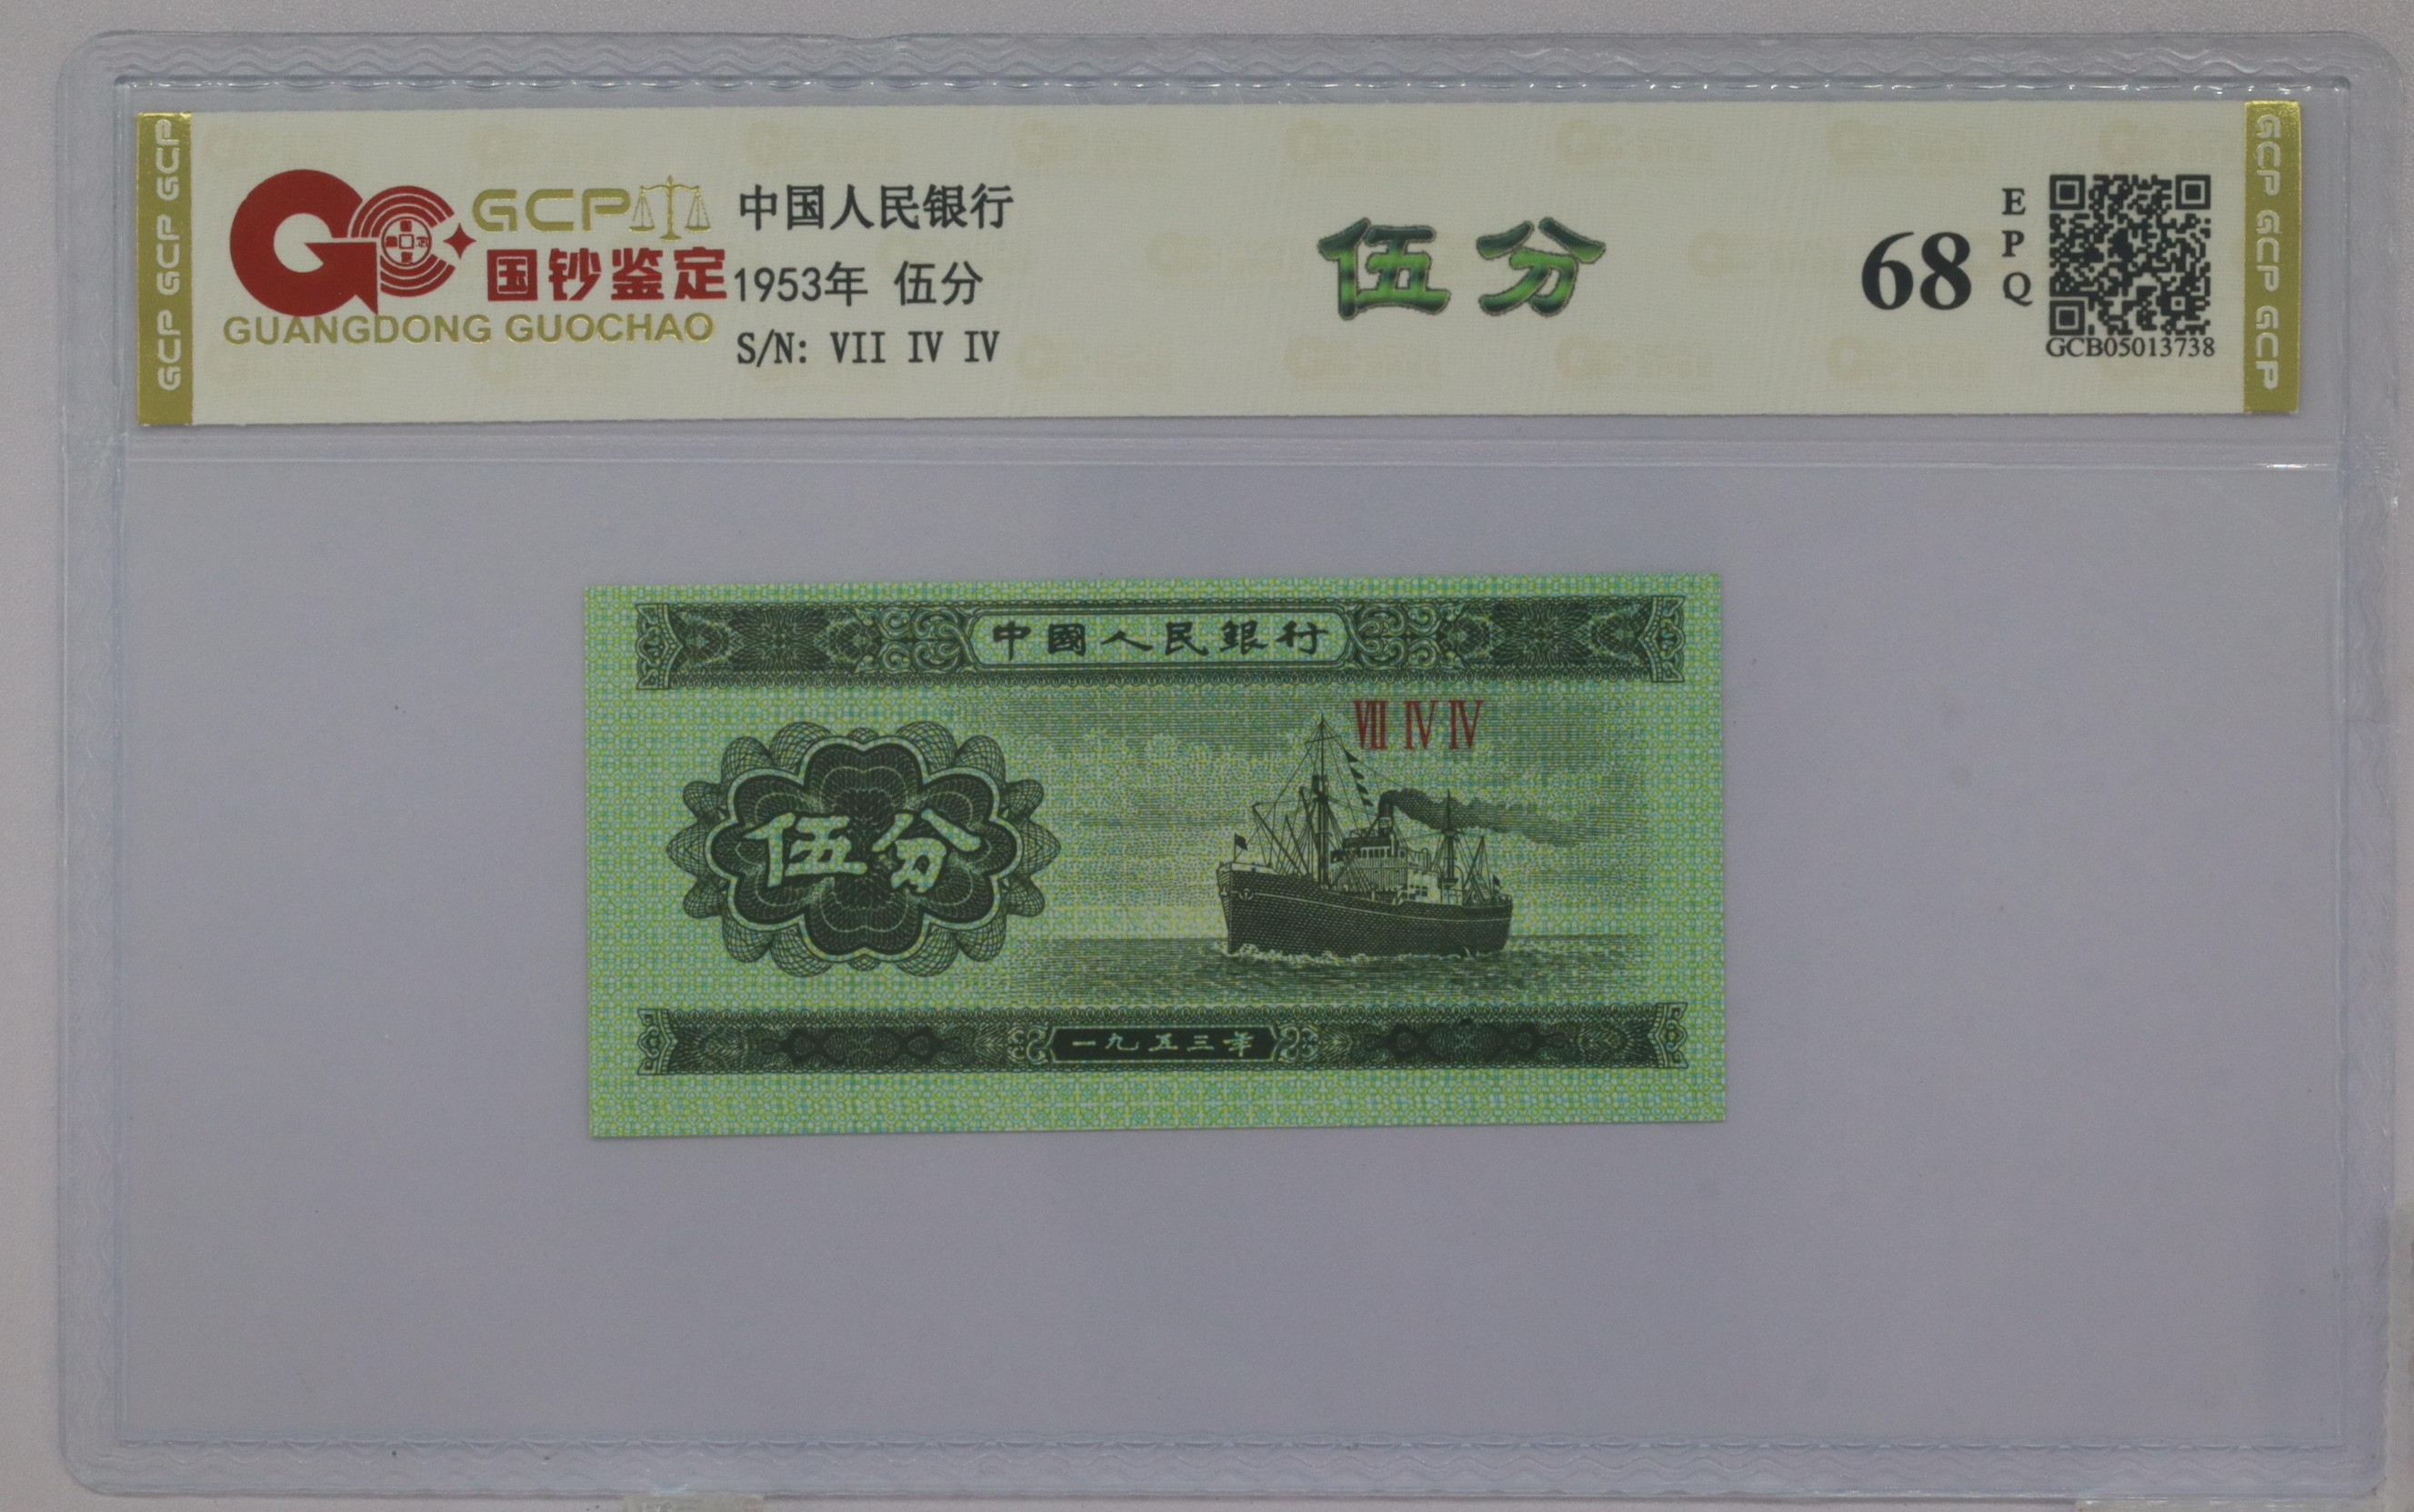 GCP GCP GCP
GCP
国钞鉴定
GUANGDONG GUOCHAO
中国人民银行
1953年 伍分
S/N: VII IV IV
伍分
68
EPQ
GCB05013738
GCP GCP GCP
中國人民銀行
VIII IV IV
伍分
一九五三年